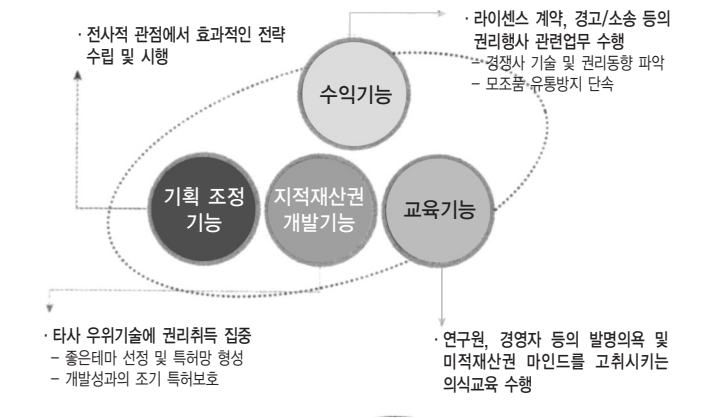 · 전사적 관점에서 효과적인 전략
수립 및 시행
· 라이센스 계약, 경고/소송 등의
권리행사 관련업무 수행
– 경쟁사 기술 및 권리동향 파악
– 모조품 유통방지 단속
수익기능
기획 조정
기능
지적재산권
개발기능
교육기능
· 타사 우위기술에 권리취득 집중
– 좋은테마 선정 및 특허망 형성
– 개발성과의 조기 특허보호
· 연구원, 경영자 등의 발명의욕 및
미적재산권 마인드를 고취시키는
의식교육 수행